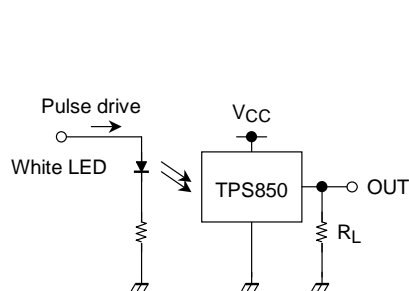 Pulse drive
White LED
VCC
TPS850
OUT
RL